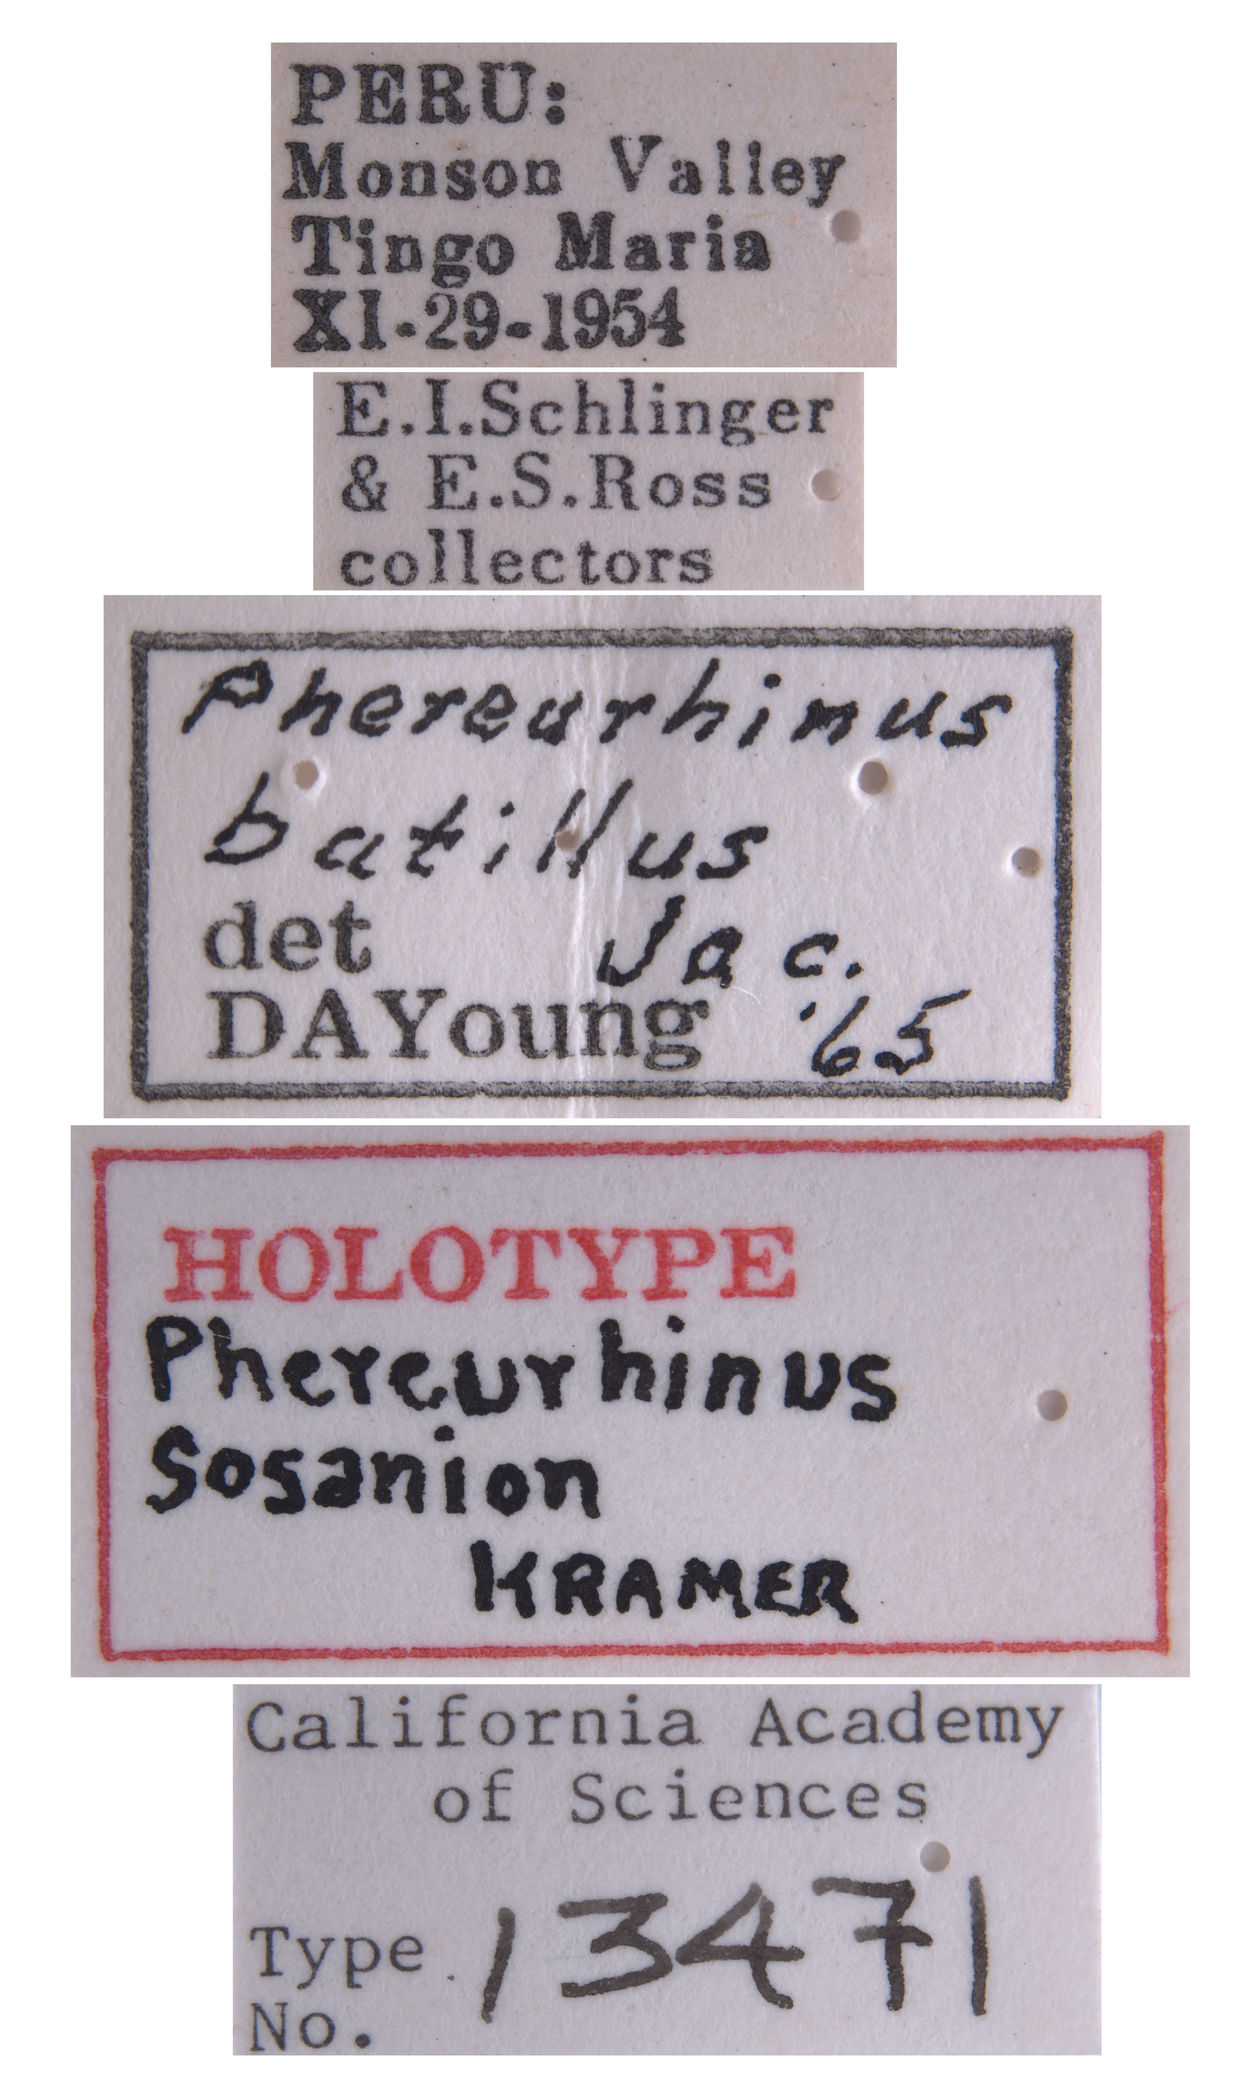 PERU:
Monson Valley
Tingo Maria
XI-29-1954
E.I.Schlinger
& E.S.Ross
collectors
Phereurhinus
batillus
det Jac.
DAYoung '65
HOLOTYPE
Phereurhinus
Sosanion
KRAMER
California Academy
of Sciences
Type 13471
No.